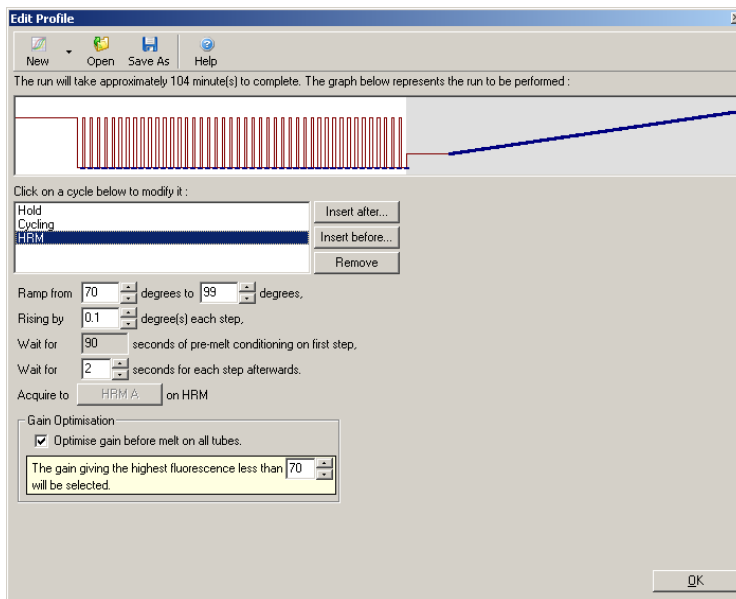 Edit Profile
New Open Save As Help
The run will take approximately 104 minute(s) to complete. The graph below represents the run to be performed :
Click on a cycle below to modify it :
Hold
Cycling
HRM
Insert after...
Insert before...
Remove
Ramp from 70 degrees to 99 degrees,
Rising by 0.1 degree(s) each step,
Wait for 90 seconds of pre-melt conditioning on first step,
Wait for 2 seconds for each step afterwards.
Acquire to HRM A on HRM
Gain Optimisation
Optimise gain before melt on all tubes.
The gain giving the highest fluorescence less than 70
will be selected.
OK